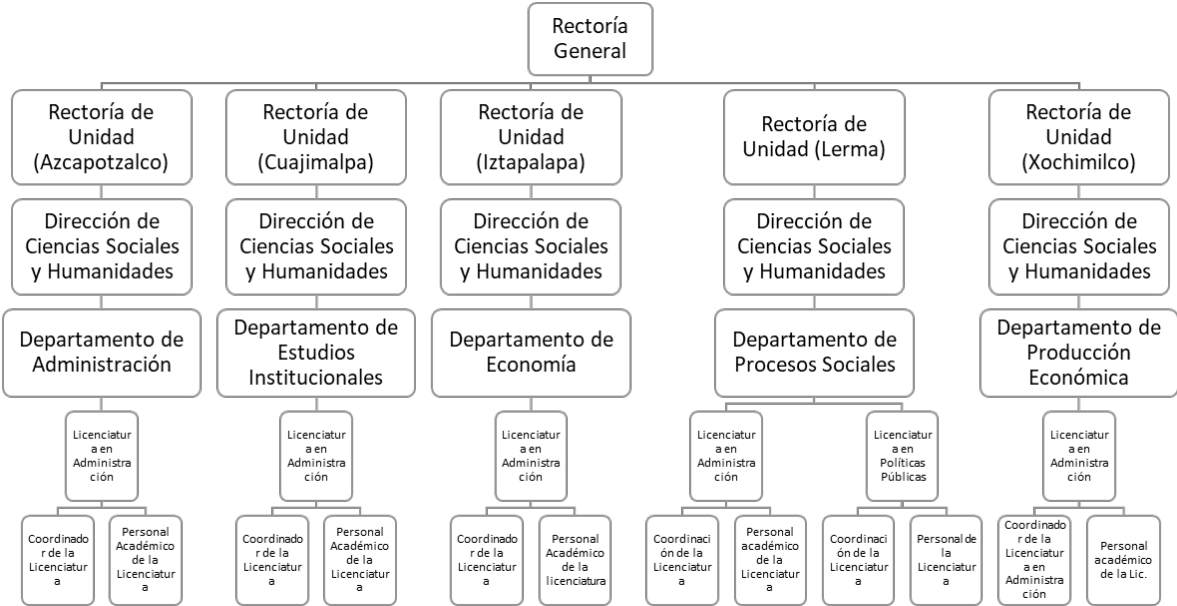 Rectoría
General
Rectoría de
Unidad
(Azcapotzalco)
Rectoría de
Unidad
(Cuajimalpa)
Rectoría de
Unidad
(Iztapalapa)
Rectoría de
Unidad (Lerma)
Rectoría de
Unidad
(Xochimilco)
Dirección de
Ciencias Sociales
y Humanidades
Dirección de
Ciencias Sociales
y Humanidades
Dirección de
Ciencias Sociales
y Humanidades
Dirección de
Ciencias Sociales
y Humanidades
Dirección de
Ciencias Sociales
y Humanidades
Departamento de
Administración
Departamento de
Estudios
Institucionales
Departamento de
Economía
Departamento de
Procesos Sociales
Departamento de
Producción
Económica
Licenciatur
a en
Administra
ción
Licenciatur
a en
Administra
ción
Licenciatur
a en
Administra
ción
Licenciatur
a en
Administra
ción
Licenciatur
a en
Políticas
Públicas
Licenciatur
a en
Administra
ción
Coordinado
r de la
Licenciatur
a
Personal
Académico
de la
Licenciatur
a
Coordinado
r de la
Licenciatur
a
Personal
Académico
de la
Licenciatur
a
Coordinado
r de la
Licenciatur
a
Personal
Académico
de la
licenciatura
Coordinaci
ón de la
Licenciatur
a
Personal
académico
de la
Licenciatur
a
Coordinaci
ón de la
Licenciatur
a
Personal de
la
Licenciatur
a
Coordinado
r de la
Licenciatur
a en
Administra
ción
Personal
académico
de la Lic.